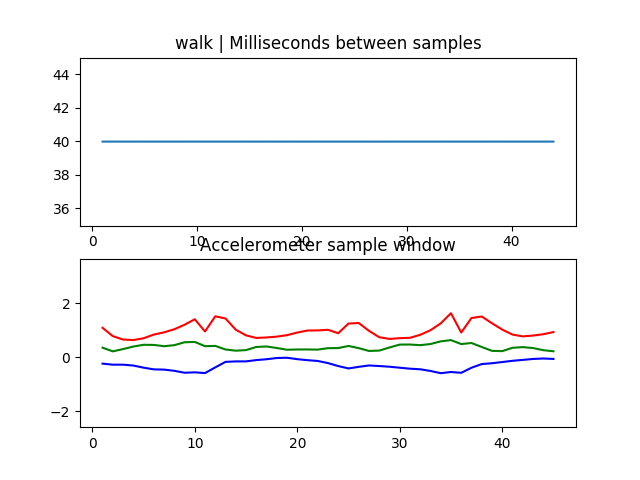 walk | Milliseconds between samples
44
42
40
38
36
0 10 20 30 40
Accelerometer sample window
2
0
−2
0 10 20 30 40